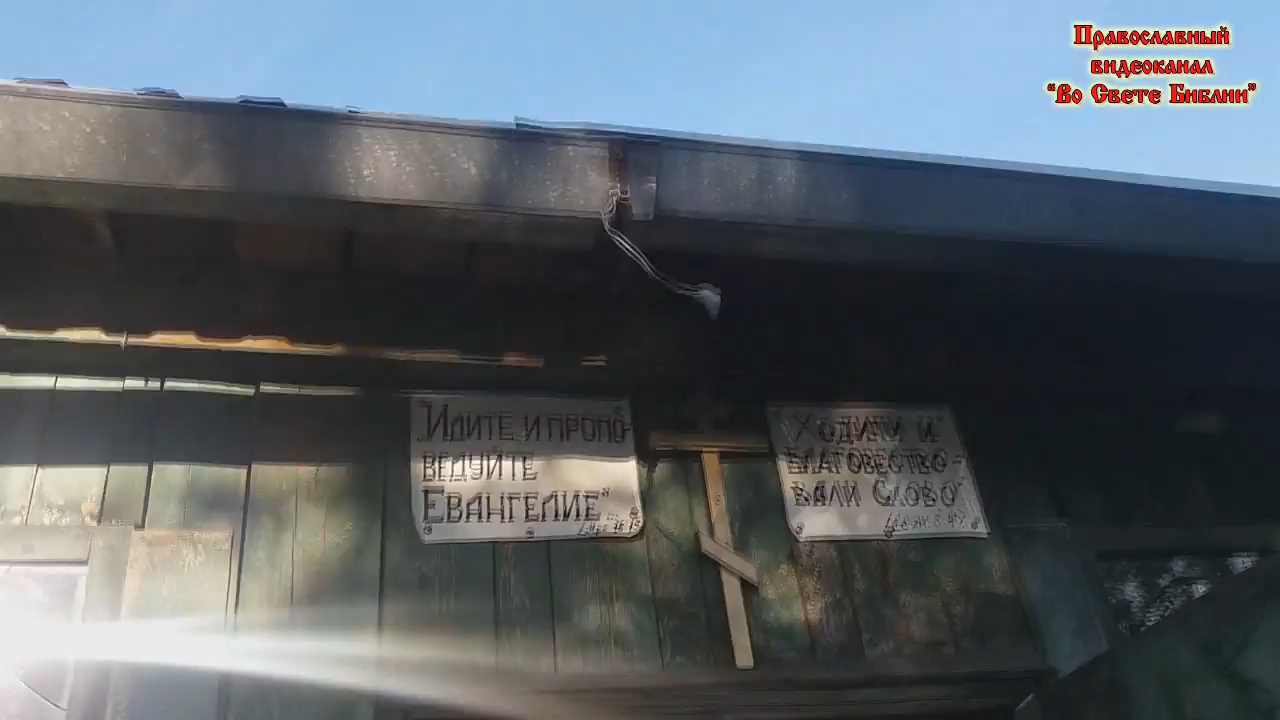 Православный
видеоканал
"Во Свете Библии"
"Идите и пропо-
ведуйте
Евангелие"
"Ходили и
благовество-
вали Слово"